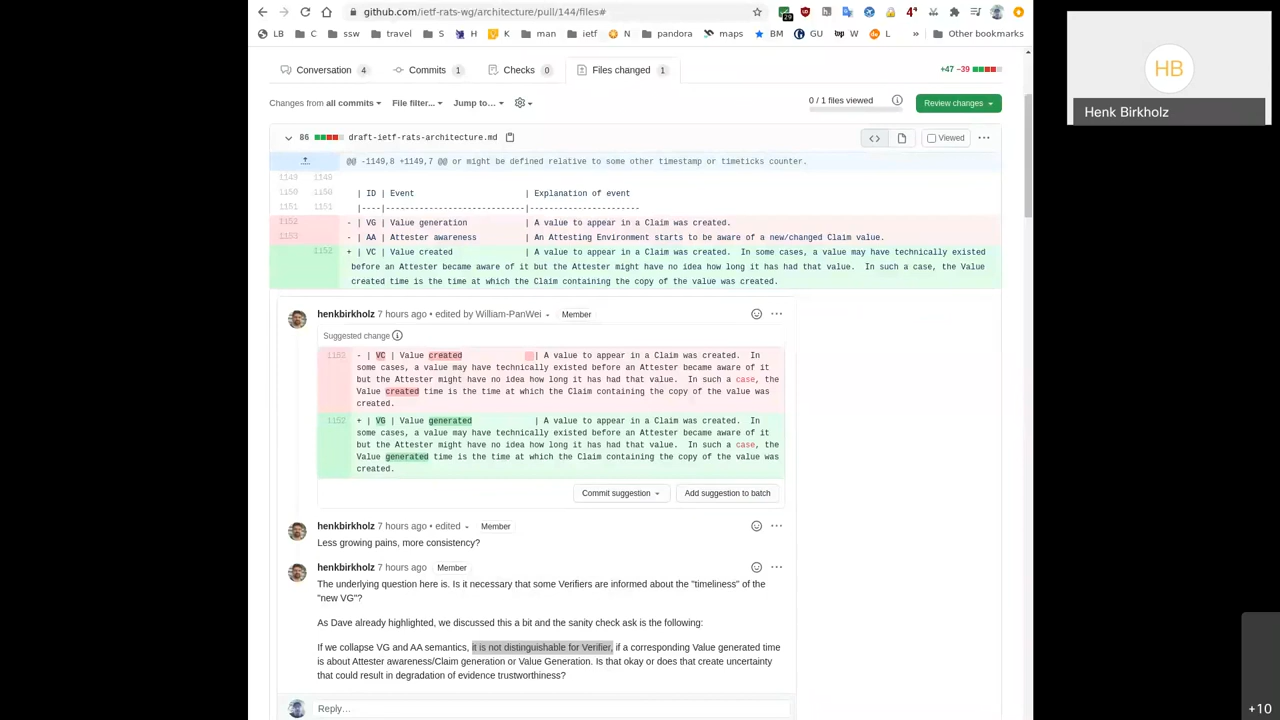 github.com/ietf-rats-wg/architecture/pull/144/files#
29
4
LB C ssw travel S H K man ietf N pandora maps BM GU W L » Other bookmarks
Conversation 4 Commits 1 Checks 0 Files changed 1 +47 −39
Changes from all commits File filter... Jump to... 0 / 1 files viewed Review changes
86 draft-ietf-rats-architecture.md Viewed
@@ -1149,8 +1149,7 @@ or might be defined relative to some other timestamp or timeticks counter.
1149 1149
1150 1150 | ID | Event | Explanation of event
1151 1151 |----|---------------------------|----------------------
1152 - | VG | Value generation | A value to appear in a Claim was created.
1153 - | AA | Attester awareness | An Attesting Environment starts to be aware of a new/changed Claim value.
1152 + | VC | Value created | A value to appear in a Claim was created. In some cases, a value may have technically existed
before an Attester became aware of it but the Attester might have no idea how long it has had that value. In such a case, the Value
created time is the time at which the Claim containing the copy of the value was created.
henkbirkholz 7 hours ago • edited by William-PanWei Member
Suggested change
1152 - | VC | Value created | A value to appear in a Claim was created. In
some cases, a value may have technically existed before an Attester became aware of it
but the Attester might have no idea how long it has had that value. In such a case, the
Value created time is the time at which the Claim containing the copy of the value was
created.
1152 + | VG | Value generated | A value to appear in a Claim was created. In
some cases, a value may have technically existed before an Attester became aware of it
but the Attester might have no idea how long it has had that value. In such a case, the
Value generated time is the time at which the Claim containing the copy of the value was
created.
Commit suggestion Add suggestion to batch
henkbirkholz 7 hours ago • edited Member
Less growing pains, more consistency?
henkbirkholz 7 hours ago Member
The underlying question here is. Is it necessary that some Verifiers are informed about the "timeliness" of the
"new VG"?
As Dave already highlighted, we discussed this a bit and the sanity check ask is the following:
If we collapse VG and AA semantics, it is not distinguishable for Verifier, if a corresponding Value generated time
is about Attester awareness/Claim generation or Value Generation. Is that okay or does that create uncertainty
that could result in degradation of evidence trustworthiness?
Reply…
HB
Henk Birkholz
+10